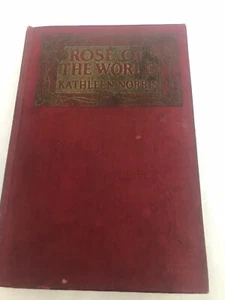 ROSE OF
THE WORLD
KATHLEEN NORRIS